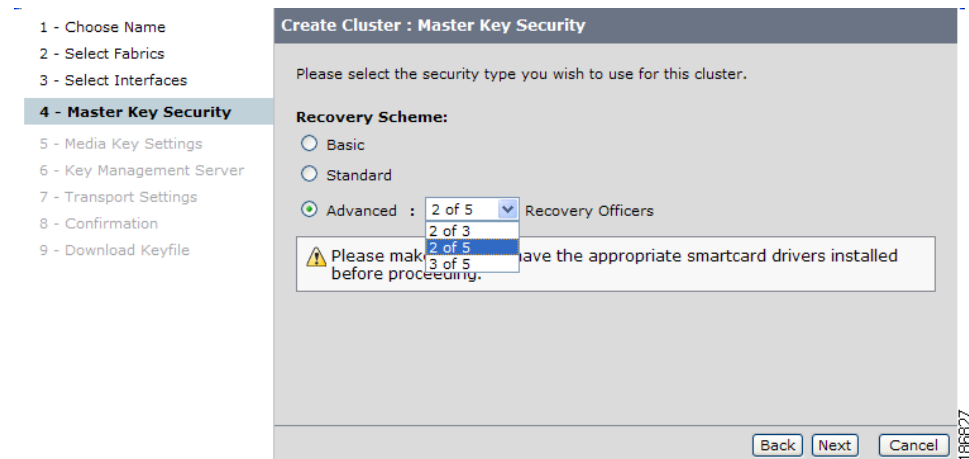 1 - Choose Name
2 - Select Fabrics
3 - Select Interfaces
4 - Master Key Security
5 - Media Key Settings
6 - Key Management Server
7 - Transport Settings
8 - Confirmation
9 - Download Keyfile
Create Cluster : Master Key Security
Please select the security type you wish to use for this cluster.
Recovery Scheme:
Basic
Standard
Advanced : 2 of 5 Recovery Officers
2 of 3
2 of 5
3 of 5
Please make have the appropriate smartcard drivers installed
before proceeding.
Back Next Cancel
186827